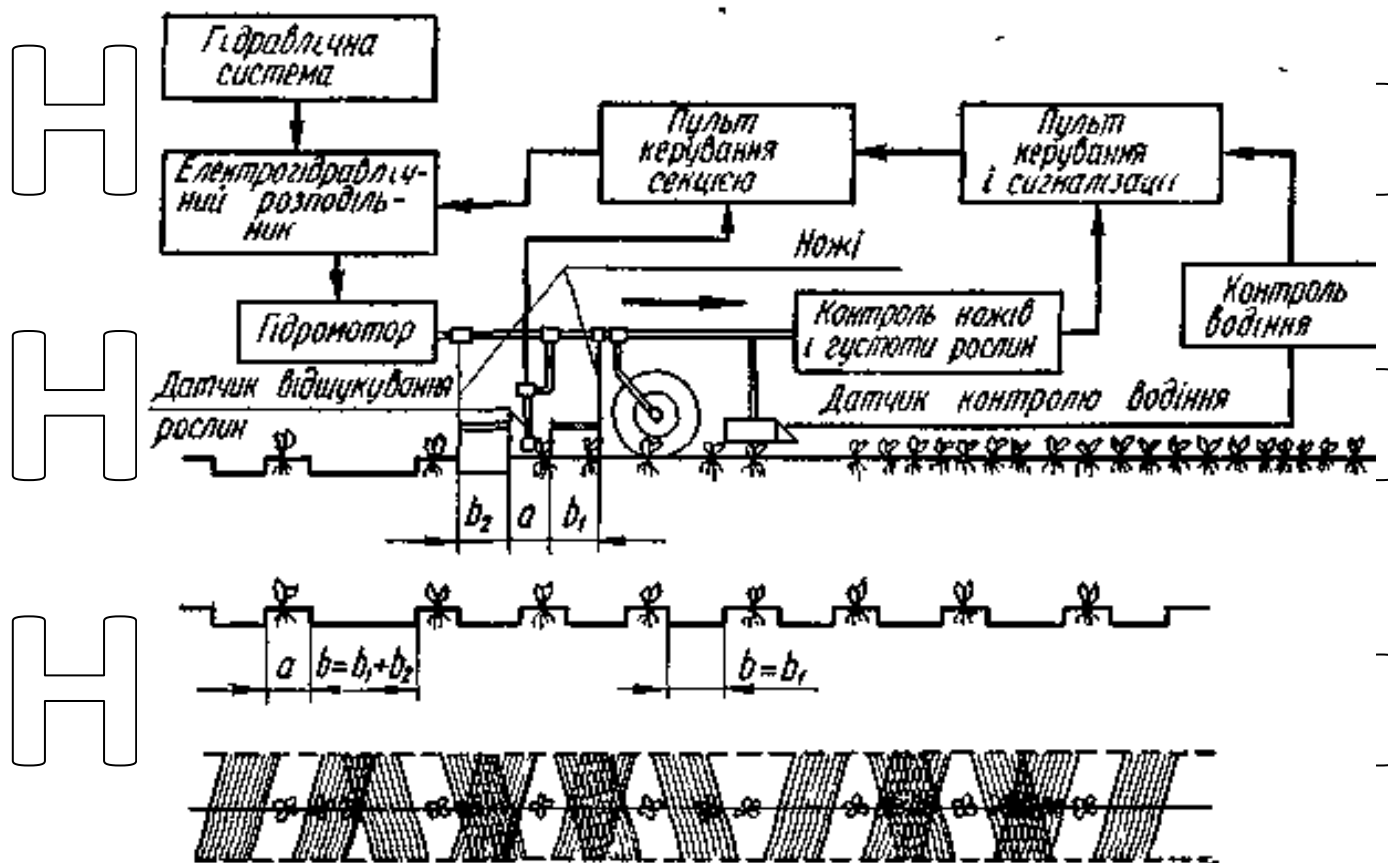 Гідравлічна
система
Електрогідравліч-
ний розподіль-
ник
Гідромотор
Пульт
керування
секцією
Пульт
керування
і сигналізації
Ножі
Контроль ножів
і густоти рослин
Контроль
водіння
Датчик відшукування
рослин
Датчик контролю водіння
b₂ a b₁
a b=b₁+b₂ b=b₁